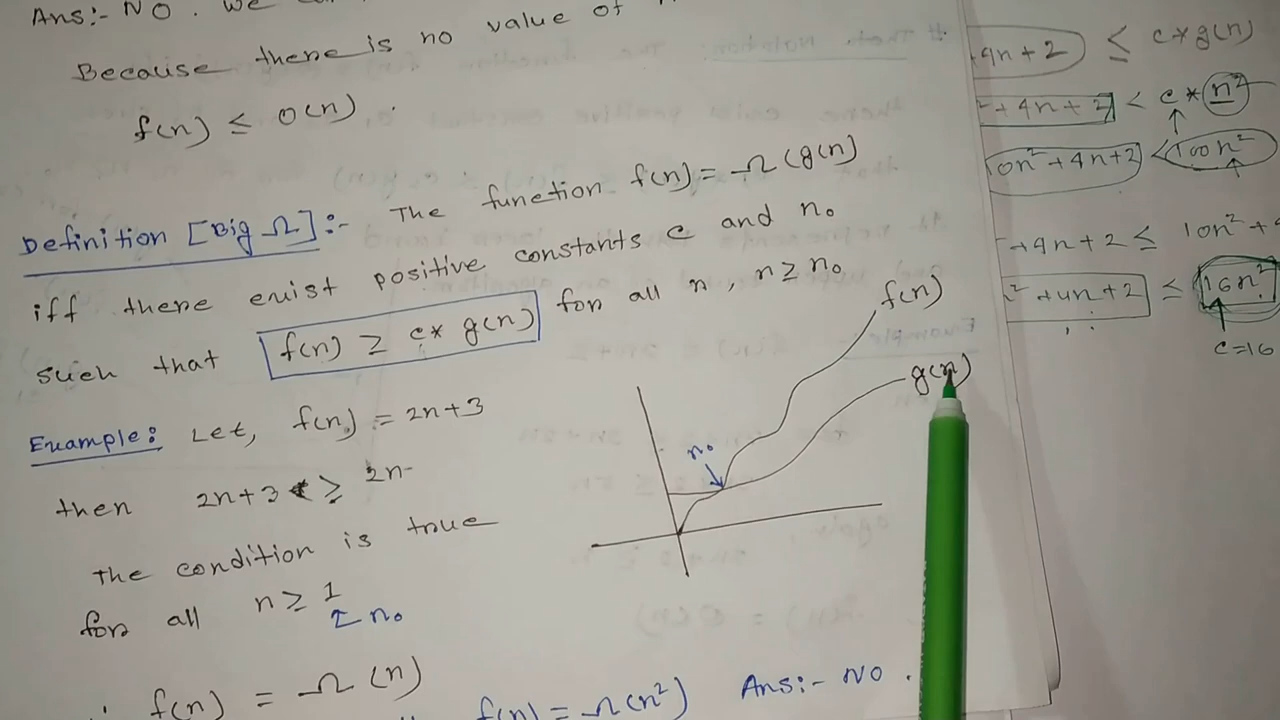 Ans:- NO. We
Because there is no value of
f(n) ≤ O(n).
Definition [Big Ω]:- The function f(n) = Ω(g(n)
iff there exist positive constants c and n₀
such that f(n) ≥ c* g(n) for all n, n ≥ n₀
f(n)
g(n)
n₀
Example: Let, f(n) = 2n+3
then 2n+3 ≥ 2n
The condition is true
for all n ≥ 1
n₀
f(n) = Ω(n)
f(n) = Ω(n²) Ans:- NO.
4n+2 ≤ c*g(n)
+4n+2 < c * n²
10n²+4n+2 < 100n²
+4n+2 ≤ 10n²+
n²+4n+2 ≤ 16n²
c=16